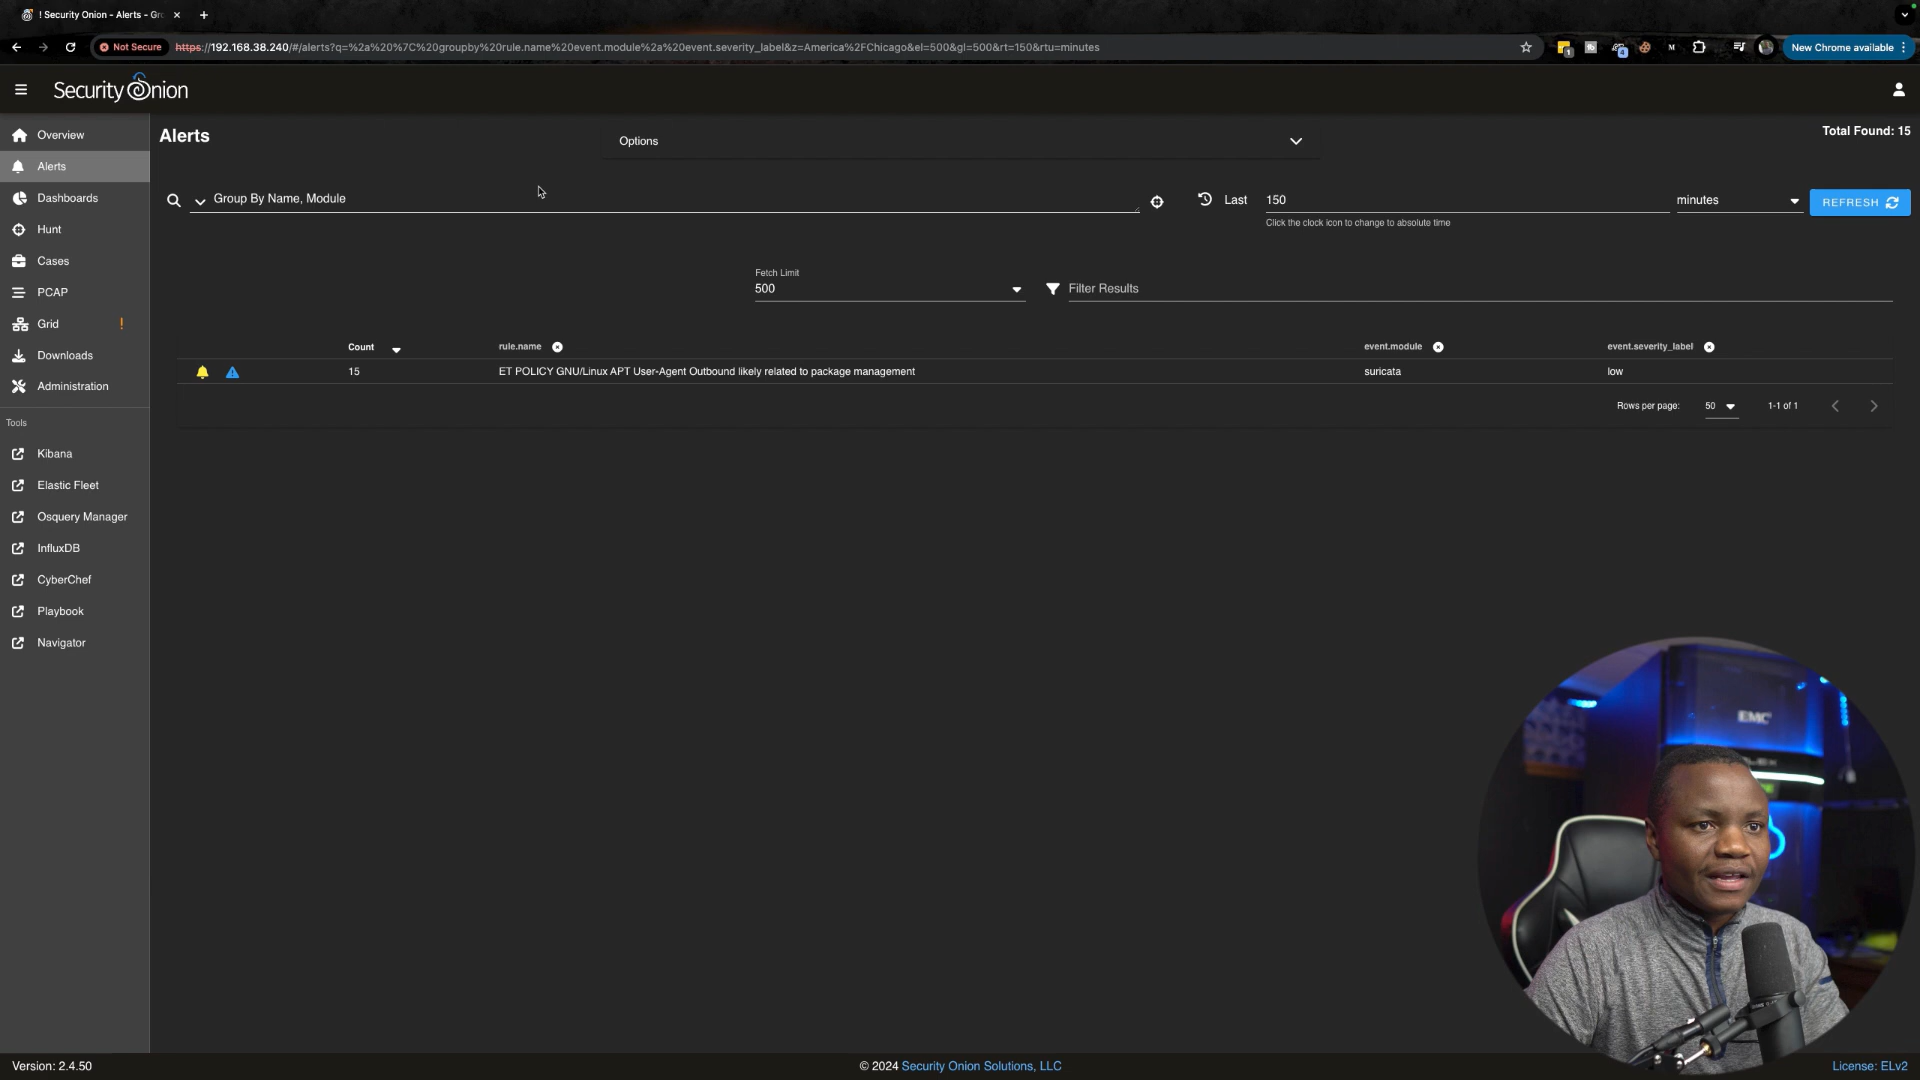 ! Security Onion - Alerts - Gro
Not Secure https://192.168.38.240/#/alerts?q=%2a%20%7C%20groupby%20rule.name%20event.module%2a%20event.severity_label&z=America%2FChicago&el=500&gl=500&rt=150&rtu=minutes
1
4
M
New Chrome available
Security Onion
Overview
Alerts
Dashboards
Hunt
Cases
PCAP
Grid !
Downloads
Administration
Tools
Kibana
Elastic Fleet
Osquery Manager
InfluxDB
CyberChef
Playbook
Navigator
Alerts
Options
Total Found: 15
Group By Name, Module
Last 150 minutes REFRESH
Click the clock icon to change to absolute time
Fetch Limit
500
Filter Results
Count rule.name event.module event.severity_label
15 ET POLICY GNU/Linux APT User-Agent Outbound likely related to package management suricata low
Rows per page: 50 1-1 of 1
EMC
Version: 2.4.50
© 2024 Security Onion Solutions, LLC
License: ELv2